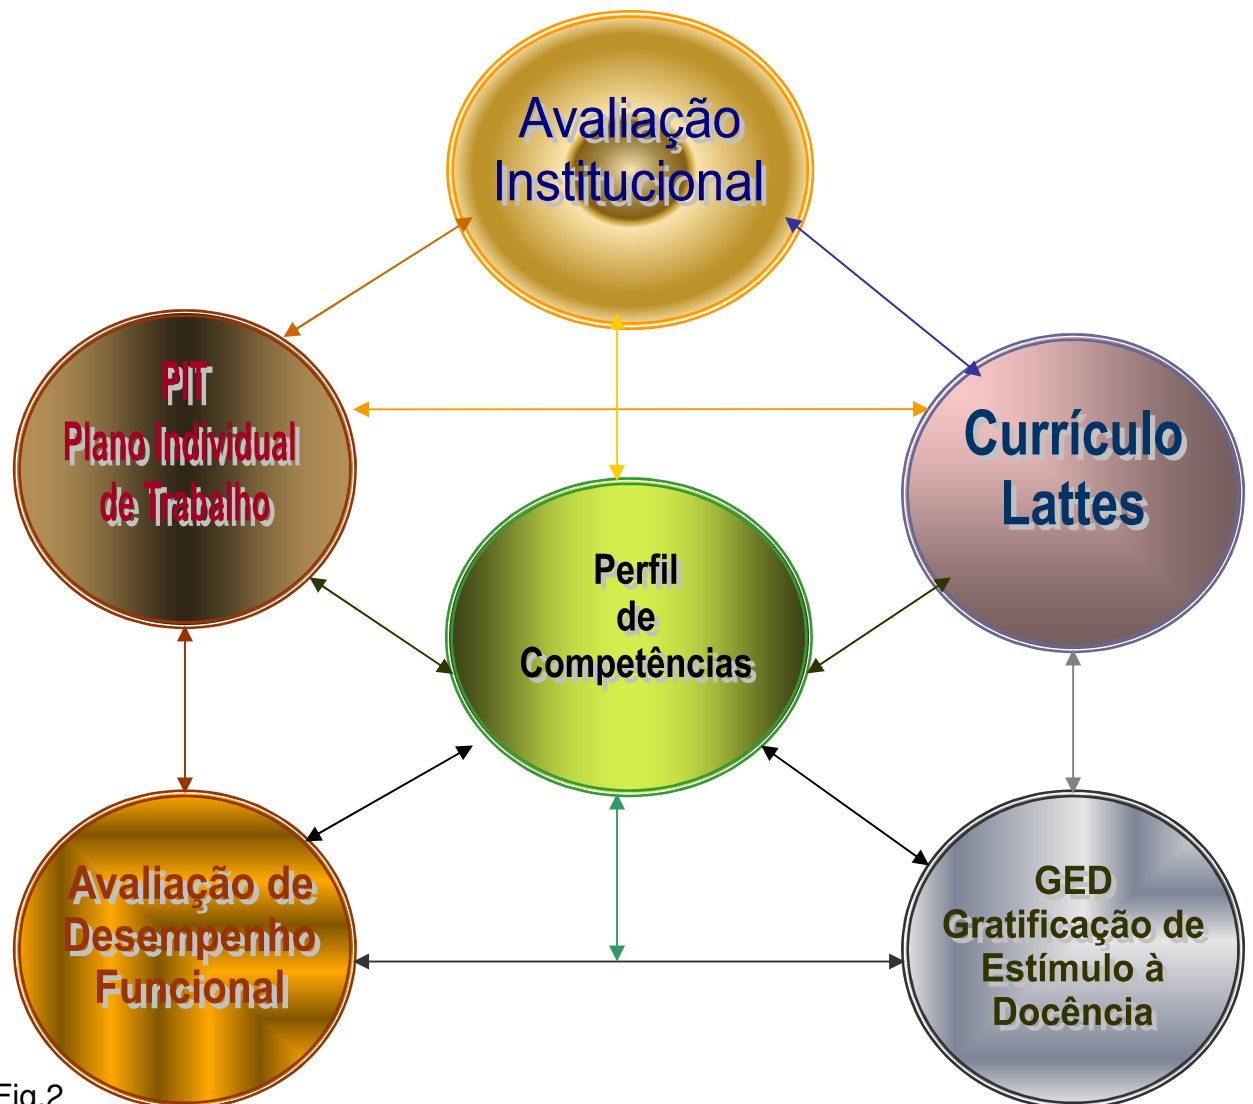 Avaliação
Institucional
PIT
Plano Individual
de Trabalho
Currículo
Lattes
Perfil
de
Competências
Avaliação de
Desempenho
Funcional
GED
Gratificação de
Estímulo à
Docência
Fig.2